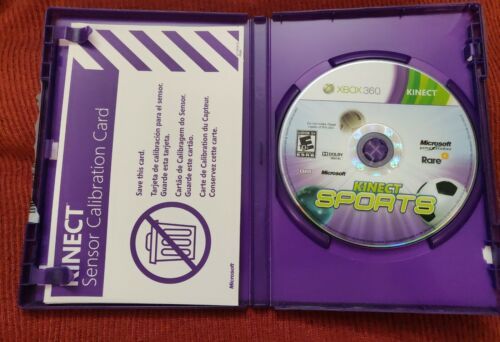 KINECT
Sensor Calibration Card
Save this card.
Tarjeta de calibración para el sensor.
Guarde esta tarjeta.
Cartão de Calibragem do Sensor.
Guarde este cartão.
Carte de Calibration du Capteur.
Conservez cette carte.
Microsoft
XBOX 360
KINECT
E
DOLBY
Microsoft
Rare
Microsoft
KINECT
SPORTS